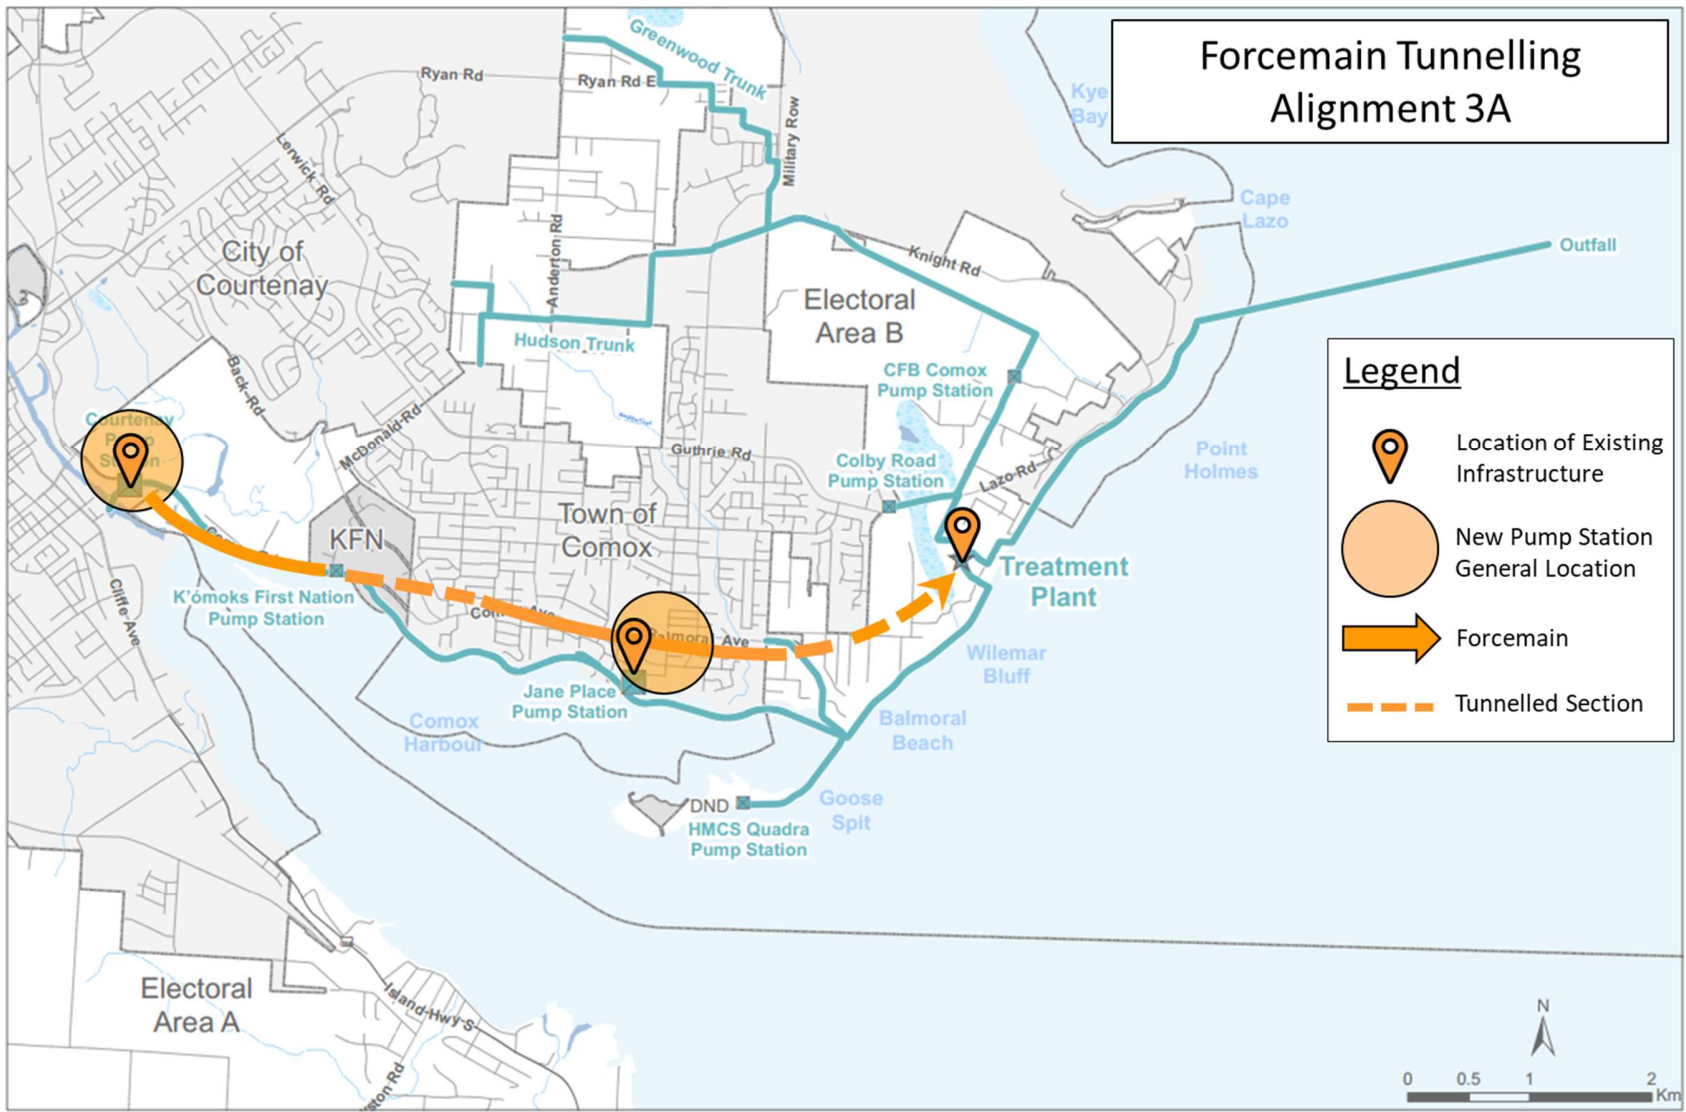 Forcemain Tunnelling
Alignment 3A
Greenwood Trunk
Ryan Rd
Ryan Rd E
Kye
Bay
Military Row
Lerwick Rd
Cape
Lazo
City of
Courtenay
Anderton Rd
Knight Rd
Outfall
Electoral
Area B
Hudson Trunk
Legend
CFB Comox
Pump Station
Back Rd
McDonald Rd
Courtenay
Location of Existing
Infrastructure
Guthrie Rd
Point
Holmes
Colby Road
Pump Station
Lazo Rd
Town of
Comox
KFN
New Pump Station
General Location
Treatment
Plant
Cliffe Ave
K'ómoks First Nation
Pump Station
Balmoral Ave
Forcemain
Wilemar
Bluff
Jane Place
Pump Station
Tunnelled Section
Comox
Harbour
Balmoral
Beach
DND
Goose
Spit
HMCS Quadra
Pump Station
Electoral
Area A
Island Hwy S
N
0 0.5 1 2
Km